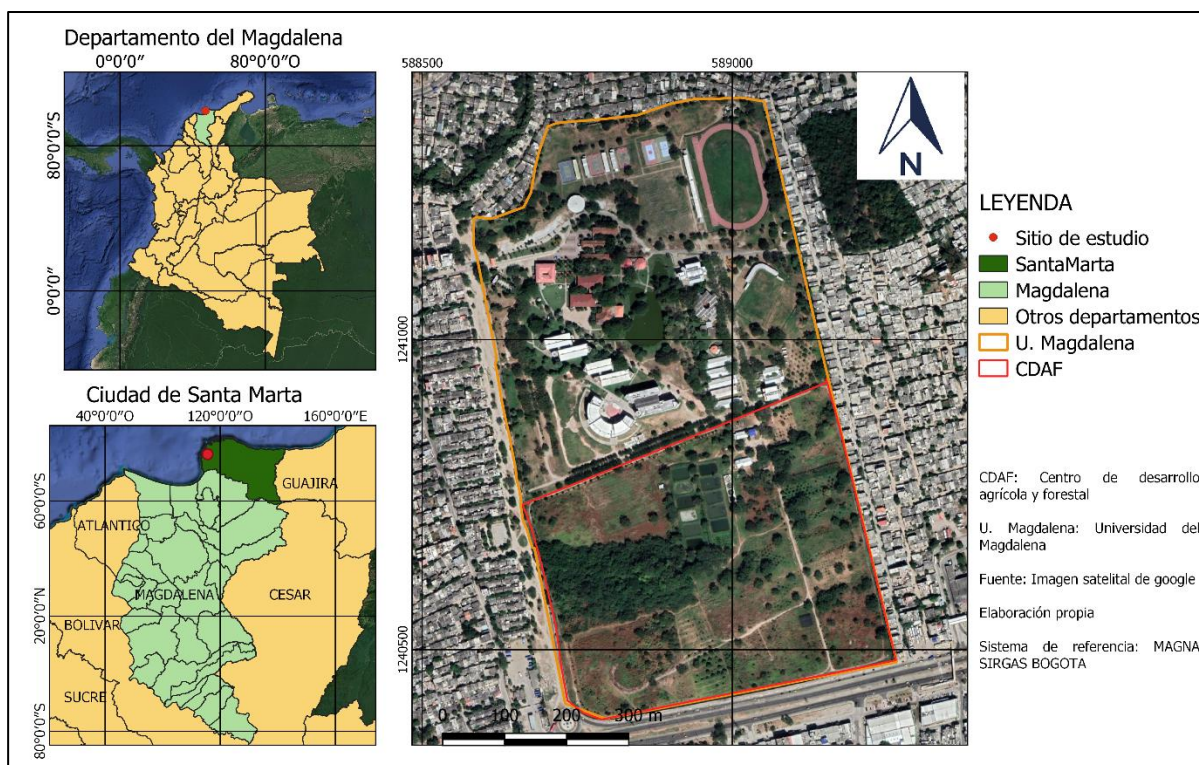 Departamento del Magdalena
0°0'0" 80°0'0"O
80°0'0"S
0°0'0"S
Ciudad de Santa Marta
40°0'0"O 120°0'0"O 160°0'0"E
60°0'0"S
20°0'0"N
80°0'0"S
GUAJIRA
ATLANTICO
MAGDALENA
CESAR
BOLIVAR
SUCRE
588500 589000
1241000
1240500
N
0 100 200 300 m
LEYENDA
Sitio de estudio
SantaMarta
Magdalena
Otros departamentos
U. Magdalena
CDAF
CDAF: Centro de desarrollo
agrícola y forestal
U. Magdalena: Universidad del
Magdalena
Fuente: Imagen satelital de google
Elaboración propia
Sistema de referencia: MAGNA
SIRGAS BOGOTA